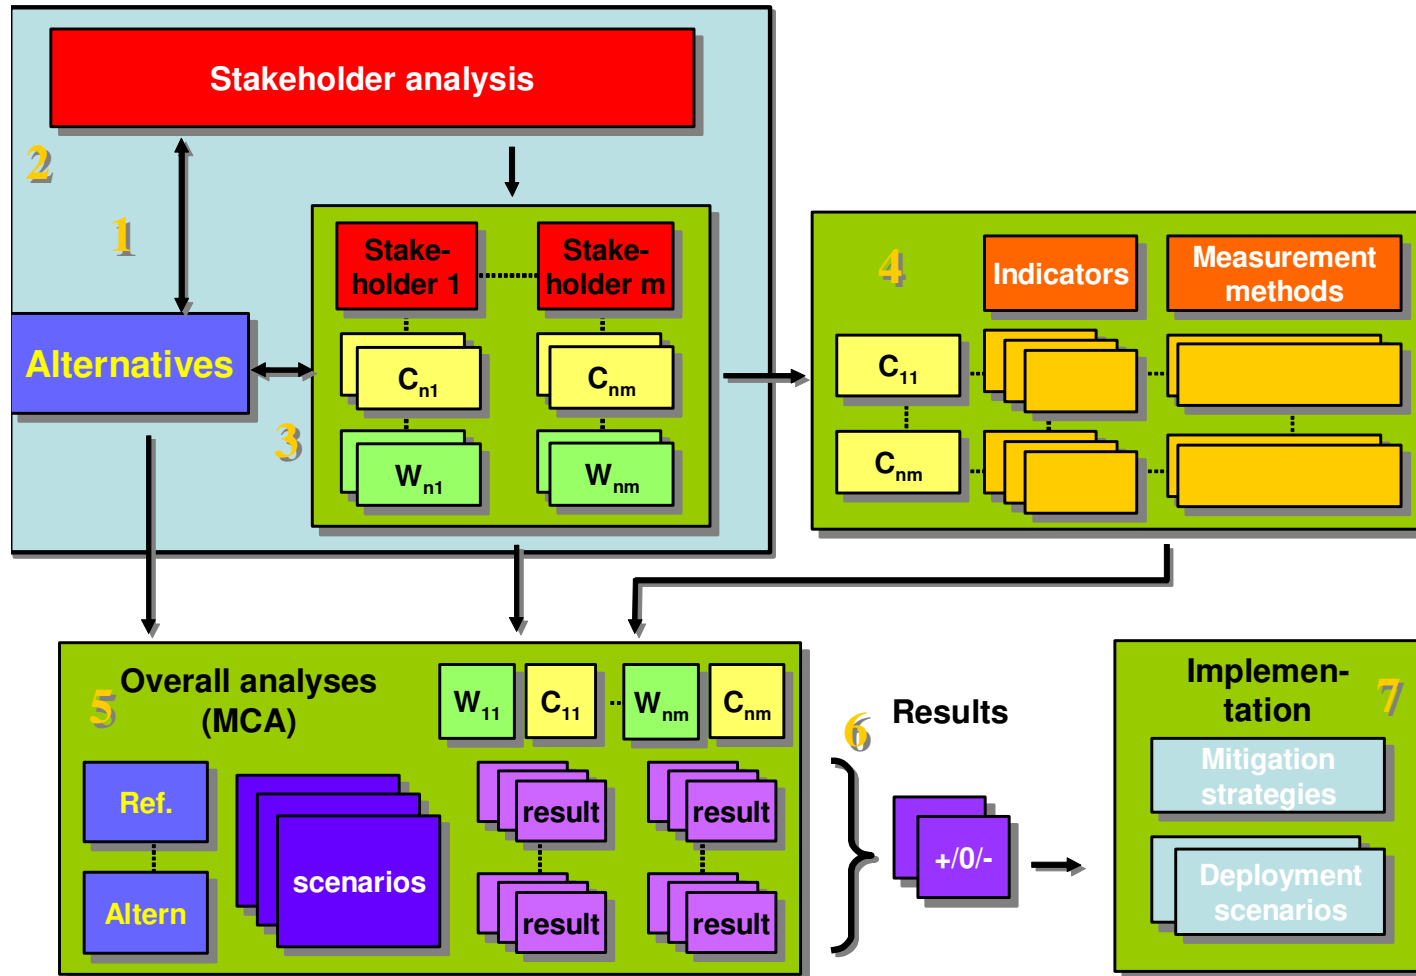 Stakeholder analysis
2
1
Stake-
holder 1
Stake-
holder m
4
Indicators
Measurement
methods
Alternatives
C11
Cn1
Cnm
3
Cnm
Wn1
Wnm
5
Overall analyses
(MCA)
W11
C11
Wnm
Cnm
6
Results
Implemen-
tation
7
Mitigation
strategies
Ref.
result
result
+/0/-
scenarios
Deployment
scenarios
Altern
result
result